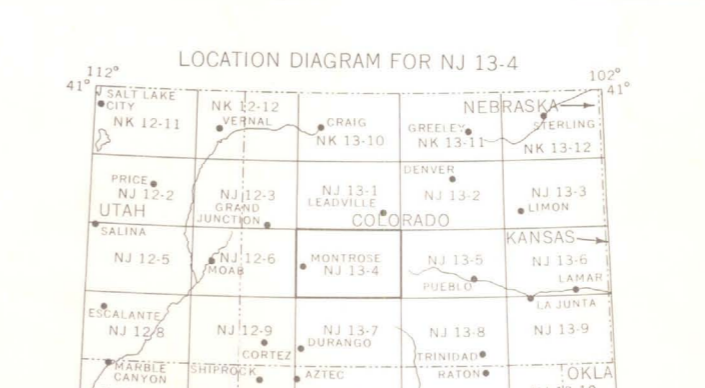 LOCATION DIAGRAM FOR NJ 13-4
112° 102°
41° 41°
SALT LAKE CITY
NK 12-11
NK 12-12
VERNAL
CRAIG
NK 13-10
GREELEY
NK 13-11
NEBRASKA
STERLING
NK 13-12
PRICE
NJ 12-2
UTAH
SALINA
NJ 12-3
GRAND
JUNCTION
NJ 13-1
LEADVILLE
COLORADO
DENVER
NJ 13-2
NJ 13-3
LIMON
KANSAS
NJ 12-5
NJ 12-6
MOAB
MONTROSE
NJ 13-4
NJ 13-5
PUEBLO
NJ 13-6
LAMAR
LA JUNTA
ESCALANTE
NJ 12-8
NJ 12-9
CORTEZ
NJ 13-7
DURANGO
NJ 13-8
TRINIDAD
NJ 13-9
MARBLE
CANYON
SHIPROCK
AZTEC
RATON
OKLA